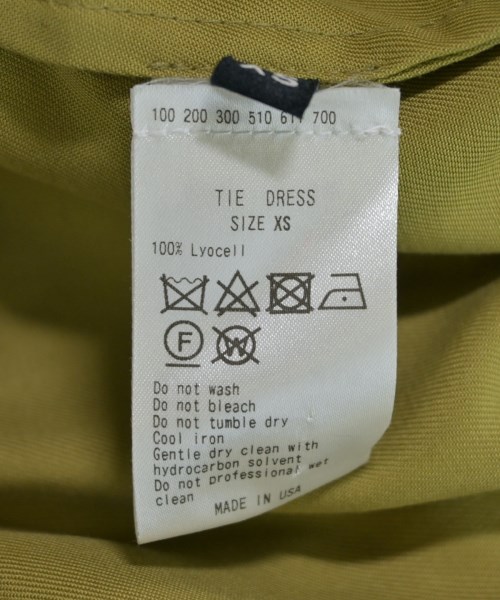 100 200 300 510 611 700
TIE DRESS
SIZE XS
100% Lyocell
F W
Do not wash
Do not bleach
Do not tumble dry
Cool iron
Gentle dry clean with
hydrocarbon solvent
Do not professional wet
clean
MADE IN USA